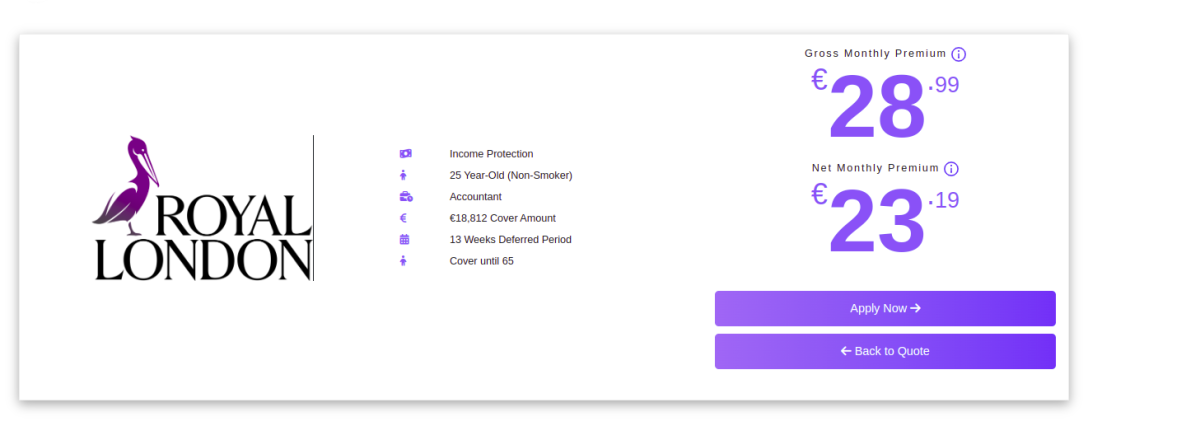 ROYAL
LONDON
Income Protection
25 Year-Old (Non-Smoker)
Accountant
€18,812 Cover Amount
13 Weeks Deferred Period
Cover until 65
Gross Monthly Premium
€28.99
Net Monthly Premium
€23.19
Apply Now →
← Back to Quote